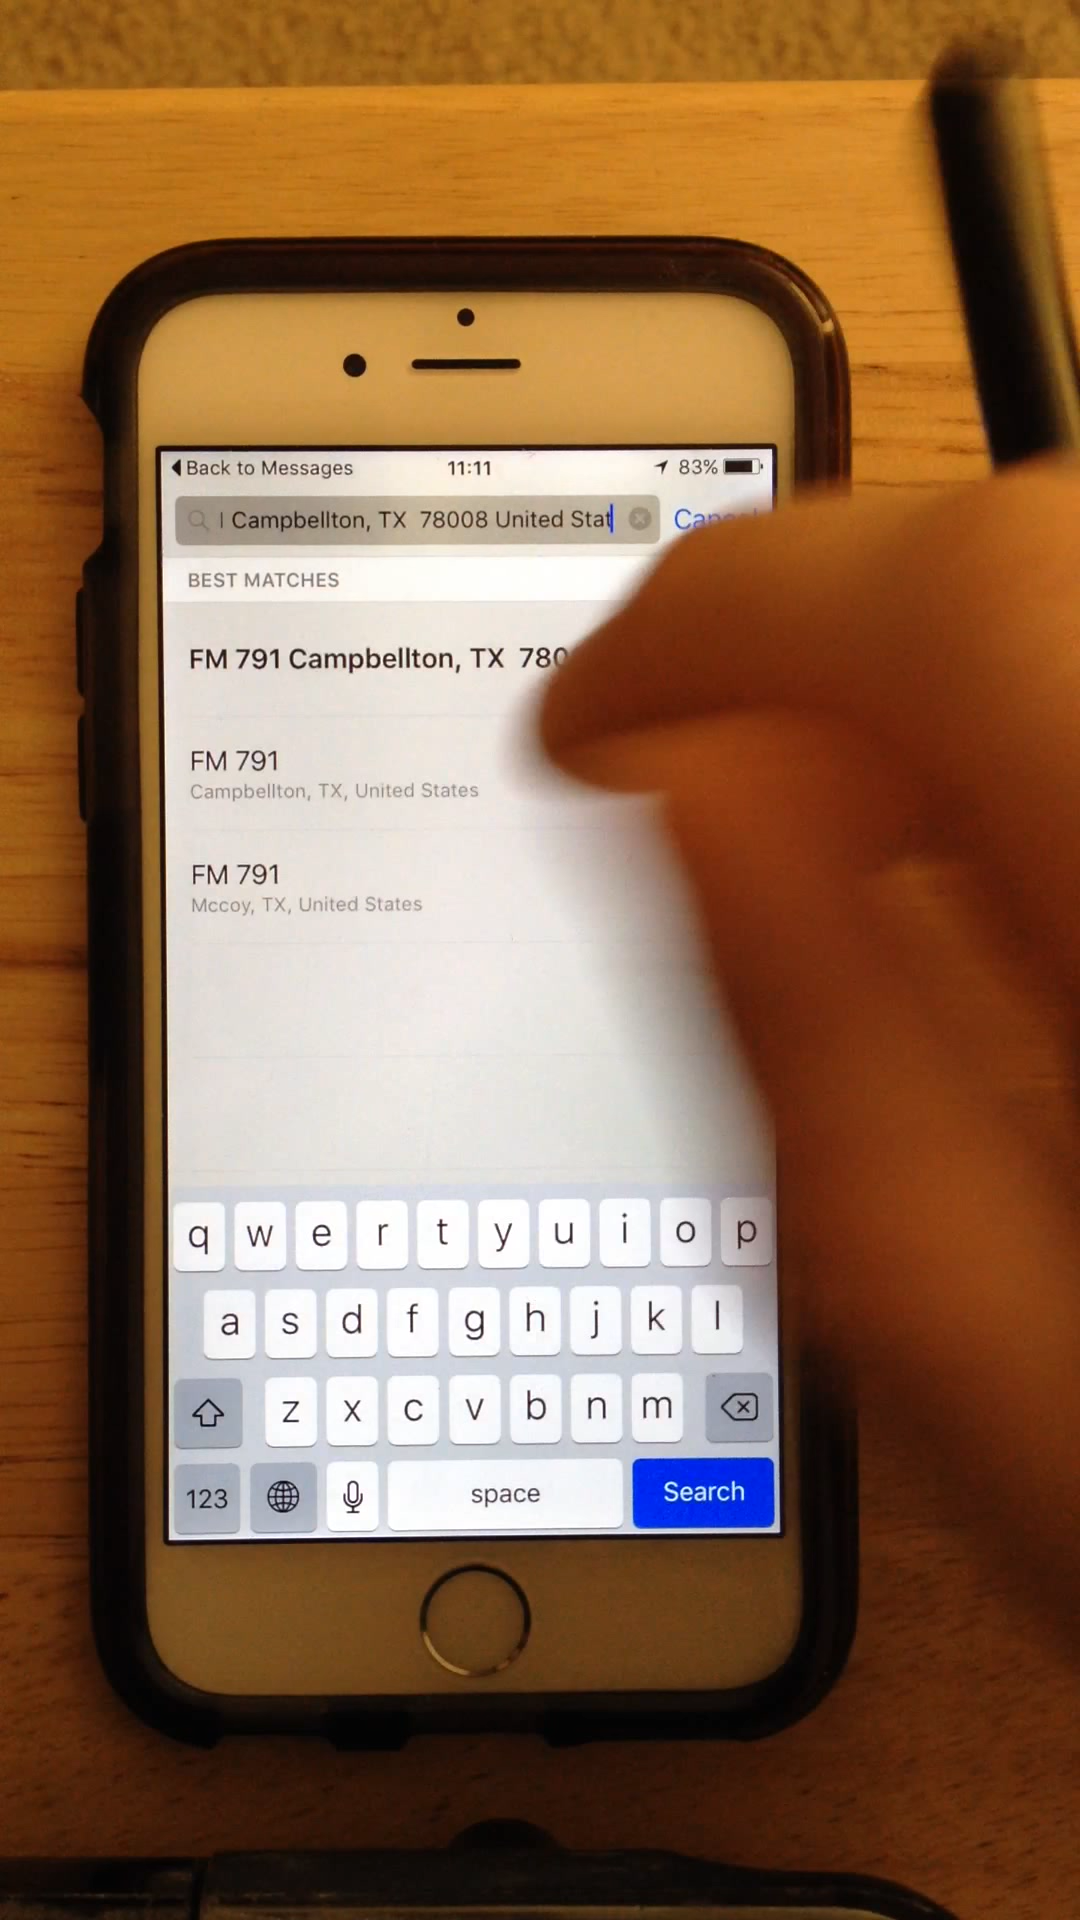 Back to Messages 11:11 83%
Campbellton, TX 78008 United Stat
BEST MATCHES
FM 791 Campbellton, TX
FM 791
Campbellton, TX, United States
FM 791
Mccoy, TX, United States
q w e r t y u i o p
a s d f g h j k l
z x c v b n m
123 space Search